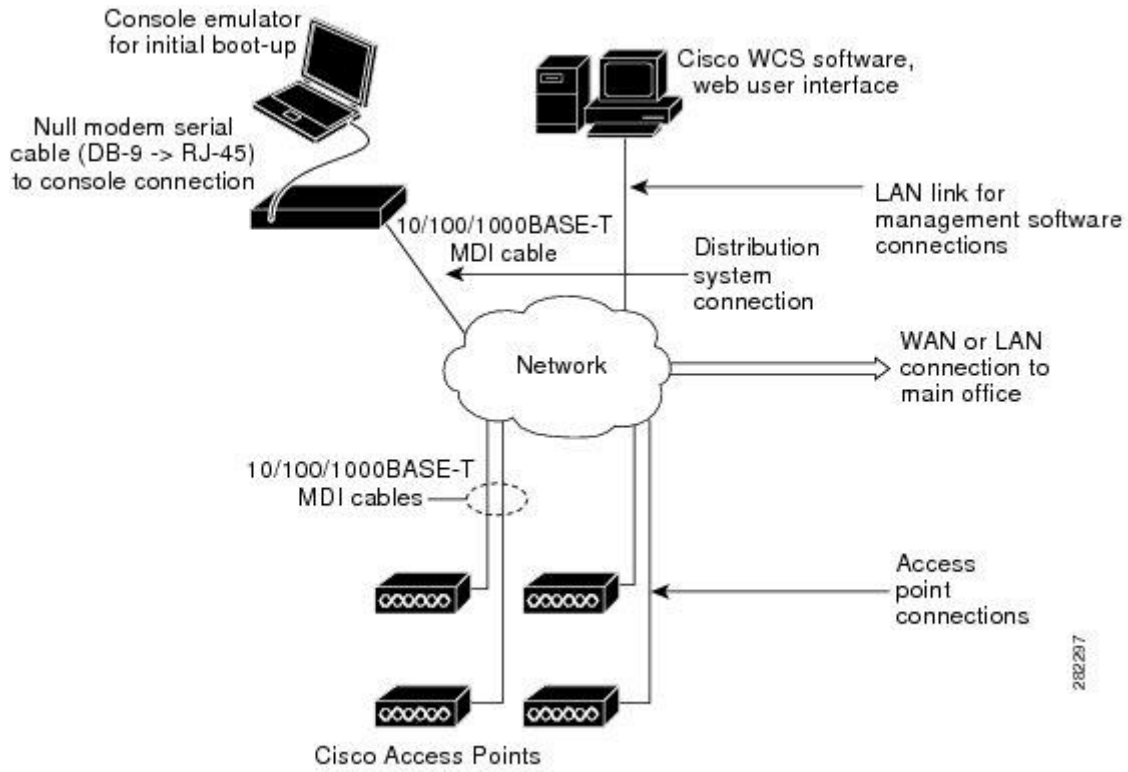 Console emulator
for initial boot-up
Cisco WCS software,
web user interface
Null modem serial
cable (DB-9 -> RJ-45)
to console connection
LAN link for
management software
connections
10/100/1000BASE-T
MDI cable
Distribution
system
connection
Network
WAN or LAN
connection to
main office
10/100/1000BASE-T
MDI cables
Access
point
connections
Cisco Access Points
282297